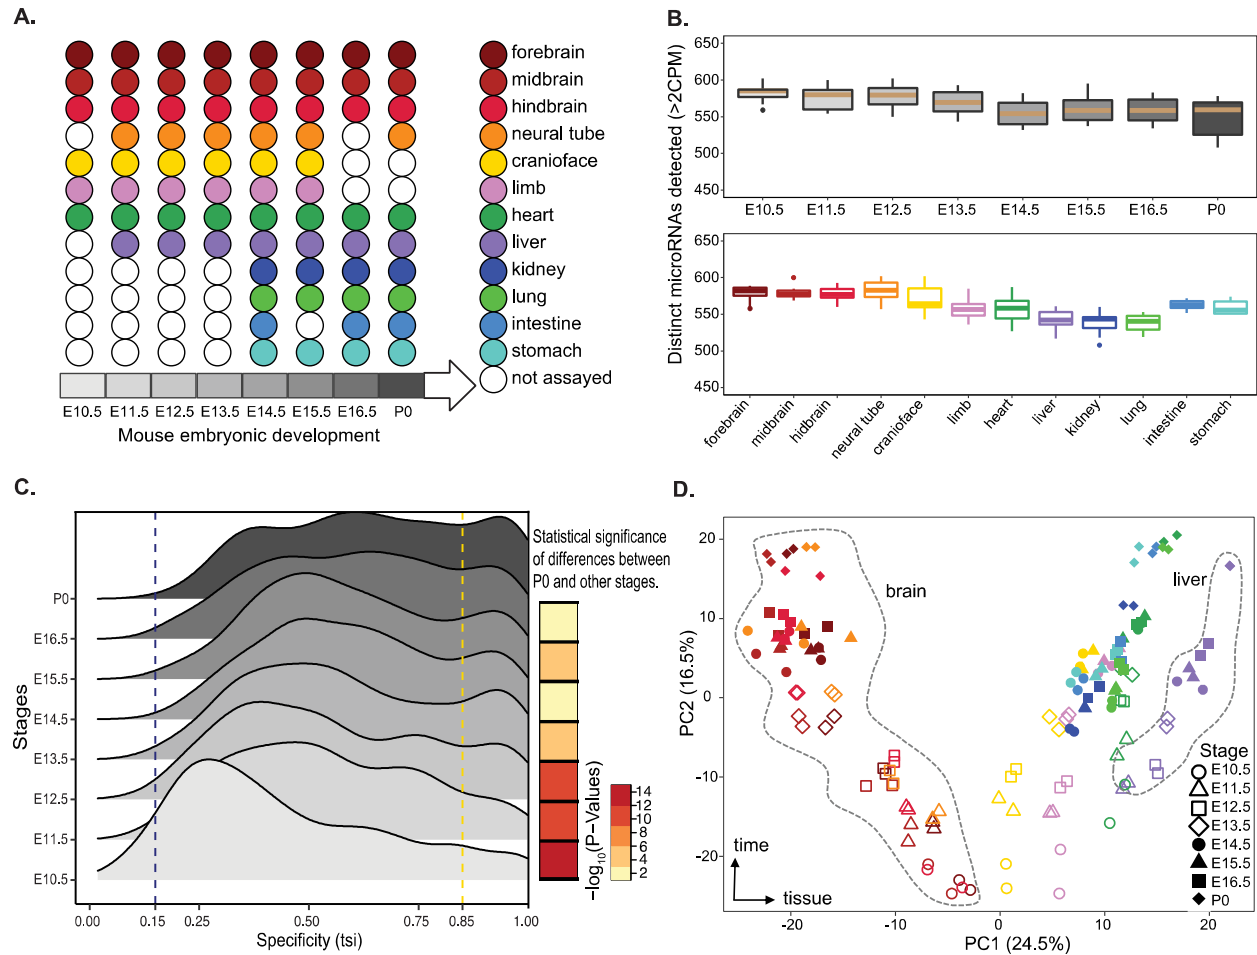 A.
forebrain
midbrain
hindbrain
neural tube
cranioface
limb
heart
liver
kidney
lung
intestine
stomach
not assayed
E10.5 E11.5 E12.5 E13.5 E14.5 E15.5 E16.5 P0
Mouse embryonic development
B.
Distinct microRNAs detected (>2CPM)
650
600
550
500
450
E10.5 E11.5 E12.5 E13.5 E14.5 E15.5 E16.5 P0
650
600
550
500
450
forebrain midbrain hidbrain neural tube cranioface limb heart liver kidney lung intestine stomach
C.
Stages
P0
E16.5
E15.5
E14.5
E13.5
E12.5
E11.5
E10.5
0.00 0.15 0.25 0.50 0.75 0.85 1.00
Specificity (tsi)
Statistical significance
of differences between
P0 and other stages.
−log10(P−Values)
14
12
10
8
6
4
2
D.
PC2 (16.5%)
20
10
0
-10
-20
brain
liver
time
tissue
Stage
E10.5
E11.5
E12.5
E13.5
E14.5
E15.5
E16.5
P0
-20 -10 0 10 20
PC1 (24.5%)